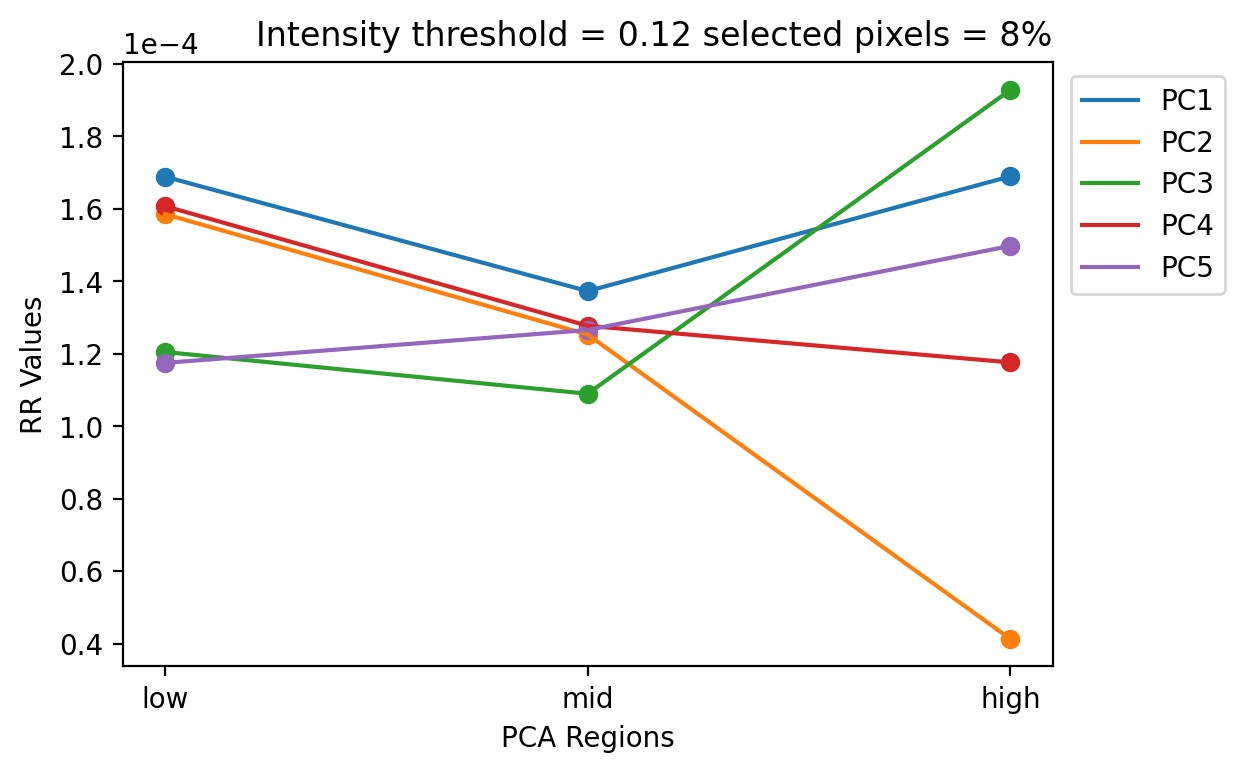 Intensity threshold = 0.12 selected pixels = 8%
1e−4
2.0
1.8
1.6
1.4
1.2
1.0
0.8
0.6
0.4
RR Values
low
mid
high
PCA Regions
PC1
PC2
PC3
PC4
PC5